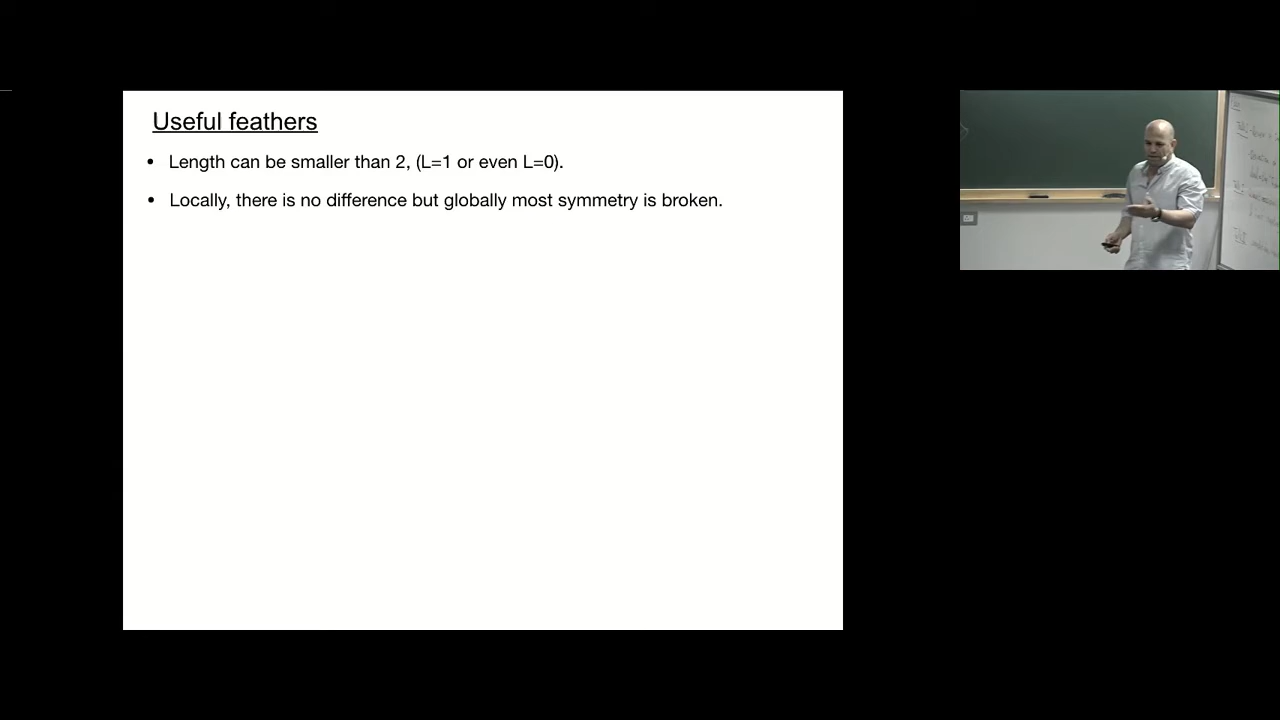 Useful feathers
• Length can be smaller than 2, (L=1 or even L=0).
• Locally, there is no difference but globally most symmetry is broken.